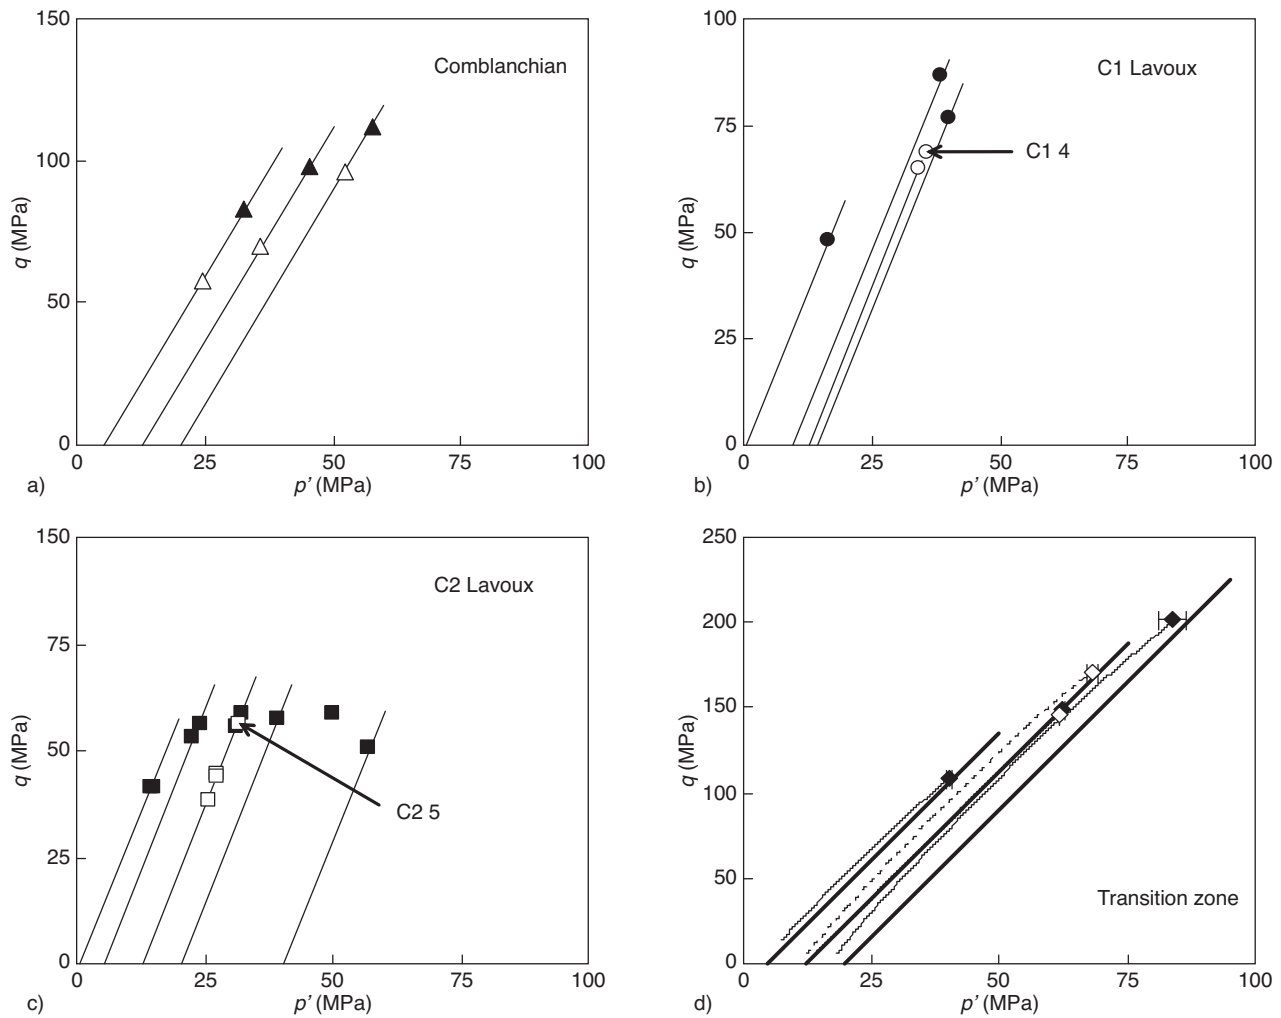 150
Comblanchian
100
q (MPa)
50
0
0 25 50 75 100
a) p' (MPa)
100
C1 Lavoux
75
C1 4
q (MPa)
50
25
0
0 25 50 75 100
b) p' (MPa)
150
C2 Lavoux
75
q (MPa)
50
C2 5
25
0
0 25 50 75 100
c) p' (MPa)
250
200
150
q (MPa)
100
50
Transition zone
0
0 25 50 75 100
d) p' (MPa)